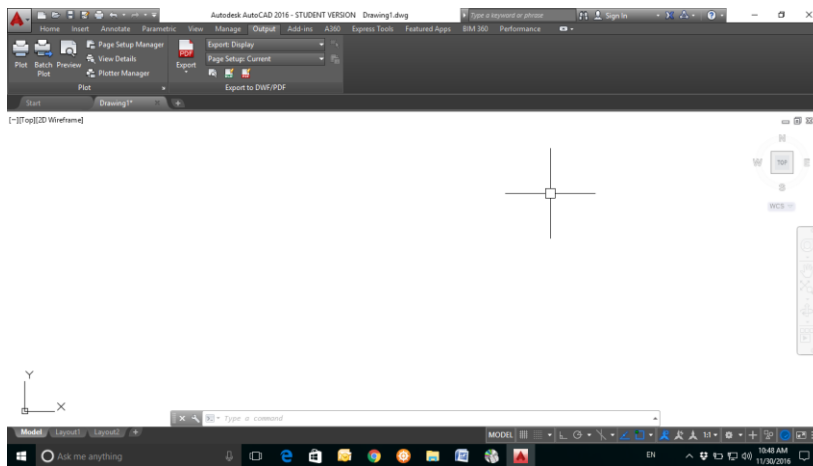 Autodesk AutoCAD 2016 - STUDENT VERSION Drawing1.dwg
Type a keyword or phrase
Sign In
Home Insert Annotate Parametric View Manage Output Add-ins A360 Express Tools Featured Apps BIM 360 Performance
Plot
Batch Plot
Preview
Page Setup Manager
View Details
Plotter Manager
PDF
Export
Export: Display
Page Setup: Current
Plot
Export to DWF/PDF
Start
Drawing1*
[−][Top][2D Wireframe]
N
W
TOP
E
S
WCS
Y
X
Type a command
Model Layout1 Layout2 +
MODEL
1:1
Ask me anything
EN
10:48 AM
11/30/2016